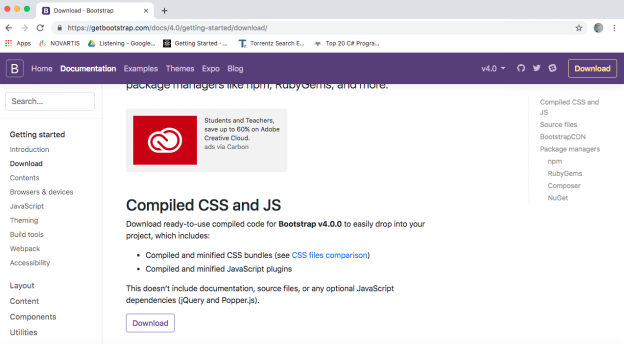 Download · Bootstrap
https://getbootstrap.com/docs/4.0/getting-started/download/
Apps NOVARTIS Listening - Google... Getting Started - ... Torrentz Search E... Top 20 C# Progra...
B Home Documentation Examples Themes Expo Blog v4.0 Download
package managers like npm, RubyGems, and more.
Search...
Getting started
Introduction
Download
Contents
Browsers & devices
JavaScript
Theming
Build tools
Webpack
Accessibility
Layout
Content
Components
Utilities
Students and Teachers,
save up to 60% on Adobe
Creative Cloud.
ads via Carbon
Compiled CSS and JS
Download ready-to-use compiled code for Bootstrap v4.0.0 to easily drop into your
project, which includes:
• Compiled and minified CSS bundles (see CSS files comparison)
• Compiled and minified JavaScript plugins
This doesn't include documentation, source files, or any optional JavaScript
dependencies (jQuery and Popper.js).
Download
Compiled CSS and
JS
Source files
BootstrapCDN
Package managers
npm
RubyGems
Composer
NuGet